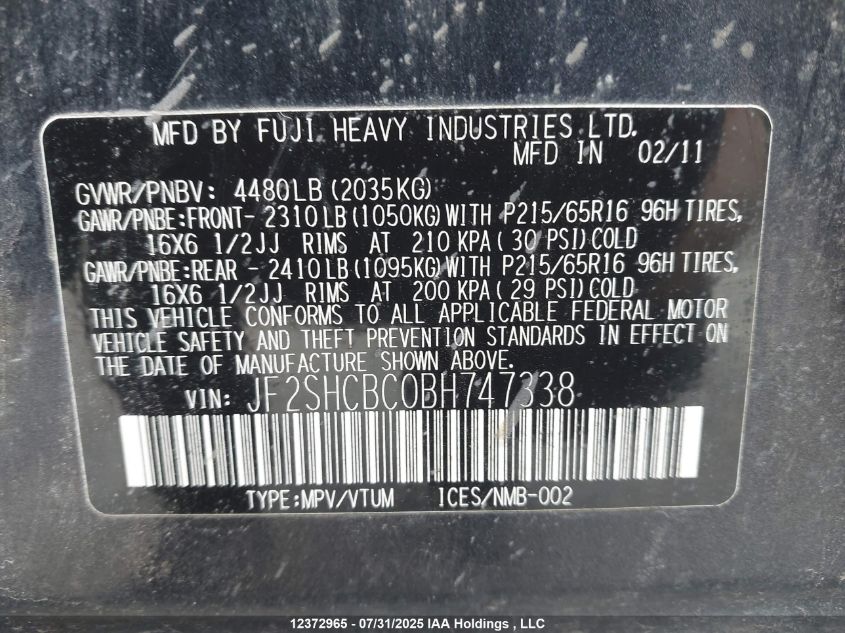 MFD BY FUJI HEAVY INDUSTRIES LTD.
MFD IN 02/11
GVWR/PNBV: 4480LB (2035KG)
GAWR/PNBE:FRONT- 2310LB(1050KG)WITH P215/65R16 96H TIRES,
16X6 1/2JJ RIMS AT 210 KPA(30 PSI)COLD
GAWR/PNBE:REAR - 2410LB(1095KG)WITH P215/65R16 96H TIRES,
16X6 1/2JJ RIMS AT 200 KPA(29 PSI)COLD
THIS VEHICLE CONFORMS TO ALL APPLICABLE FEDERAL MOTOR
VEHICLE SAFETY AND THEFT PREVENTION STANDARDS IN EFFECT ON
THE DATE OF MANUFACTURE SHOWN ABOVE.
VIN: JF2SHCBC0BH747338
TYPE:MPV/VTUM ICES/NMB-002
12372965 - 07/31/2025 IAA Holdings , LLC